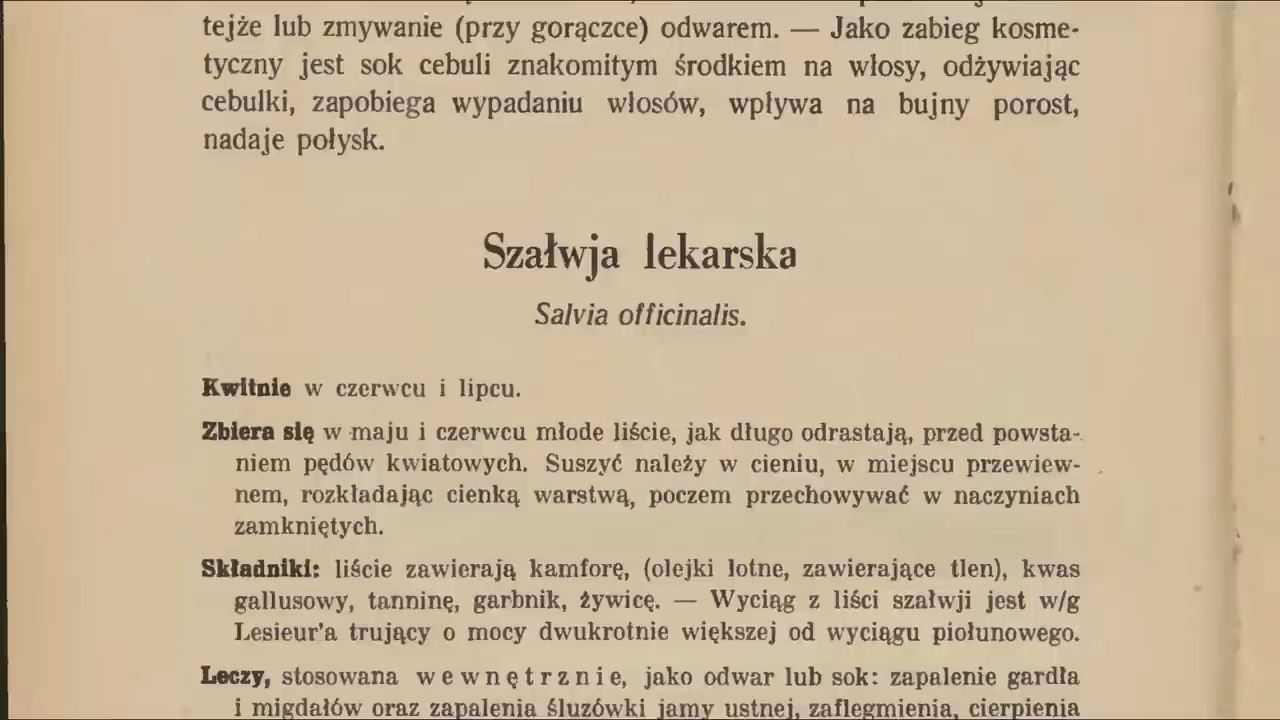 tejże lub zmywanie (przy gorączce) odwarem. — Jako zabieg kosme-
tyczny jest sok cebuli znakomitym środkiem na włosy, odżywiając
cebulki, zapobiega wypadaniu włosów, wpływa na bujny porost,
nadaje połysk.
Szałwja lekarska
Salvia officinalis.
Kwitnie w czerwcu i lipcu.
Zbiera się w maju i czerwcu młode liście, jak długo odrastają, przed powsta-
niem pędów kwiatowych. Suszyć należy w cieniu, w miejscu przewiew-
nem, rozkładając cienką warstwą, poczem przechowywać w naczyniach
zamkniętych.
Składniki: liście zawierają kamforę, (olejki lotne, zawierające tlen), kwas
gallusowy, tanninę, garbnik, żywicę. — Wyciąg z liści szałwji jest w/g
Lesieur'a trujący o mocy dwukrotnie większej od wyciągu piołunowego.
Leczy, stosowana wewnętrznie, jako odwar lub sok: zapalenie gardła
i migdałów oraz zapalenia śluzówki jamy ustnej, zaflegmienia, cierpienia